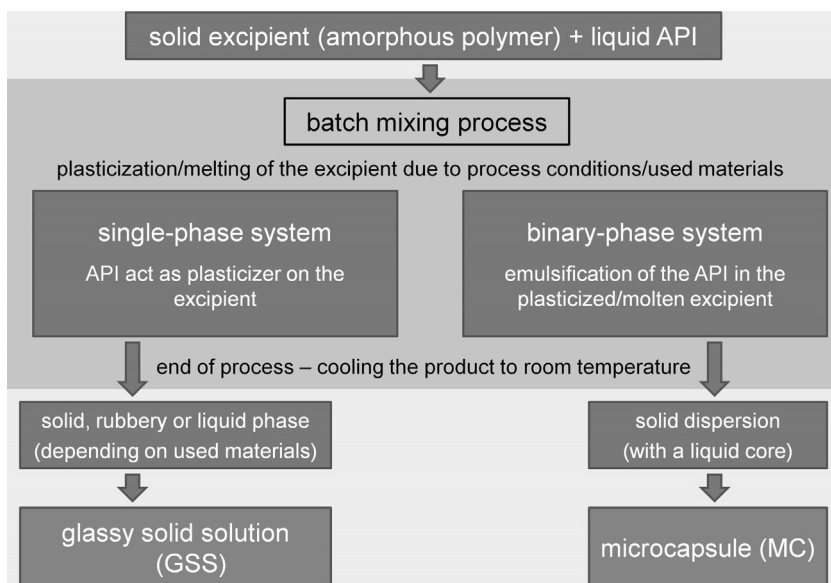 solid excipient (amorphous polymer) + liquid API
batch mixing process
plasticization/melting of the excipient due to process conditions/used materials
single-phase system
API act as plasticizer on the
excipient
binary-phase system
emulsification of the API in the
plasticized/molten excipient
end of process – cooling the product to room temperature
solid, rubbery or liquid phase
(depending on used materials)
solid dispersion
(with a liquid core)
glassy solid solution
(GSS)
microcapsule (MC)